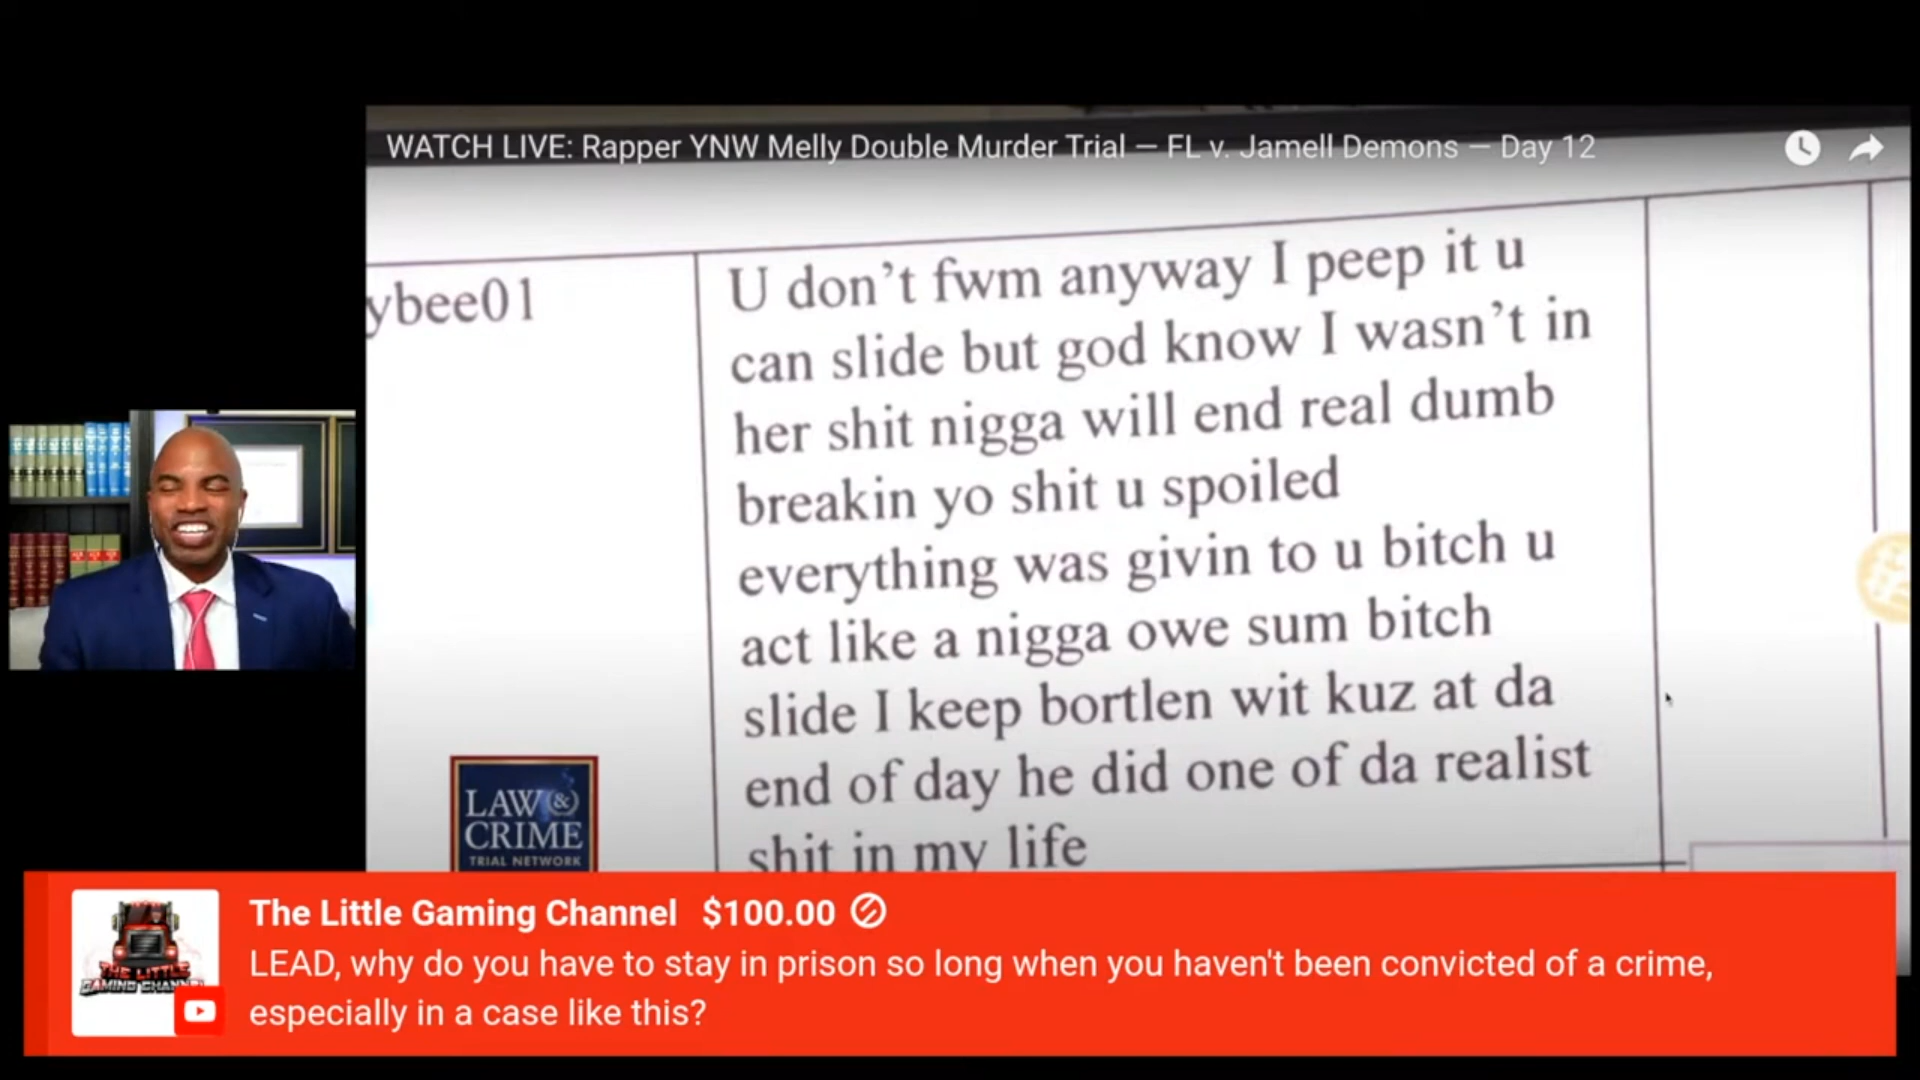 WATCH LIVE: Rapper YNW Melly Double Murder Trial – FL v. Jamell Demons – Day 12
ybee01
U don't fwm anyway I peep it u
can slide but god know I wasn't in
her shit nigga will end real dumb
breakin yo shit u spoiled
everything was givin to u bitch u
act like a nigga owe sum bitch
slide I keep bortlen wit kuz at da
end of day he did one of da realist
shit in my life
LAW &
CRIME
TRIAL NETWORK
The Little Gaming Channel $100.00
LEAD, why do you have to stay in prison so long when you haven't been convicted of a crime,
especially in a case like this?
THE LITTLE
GAMING CHANNEL